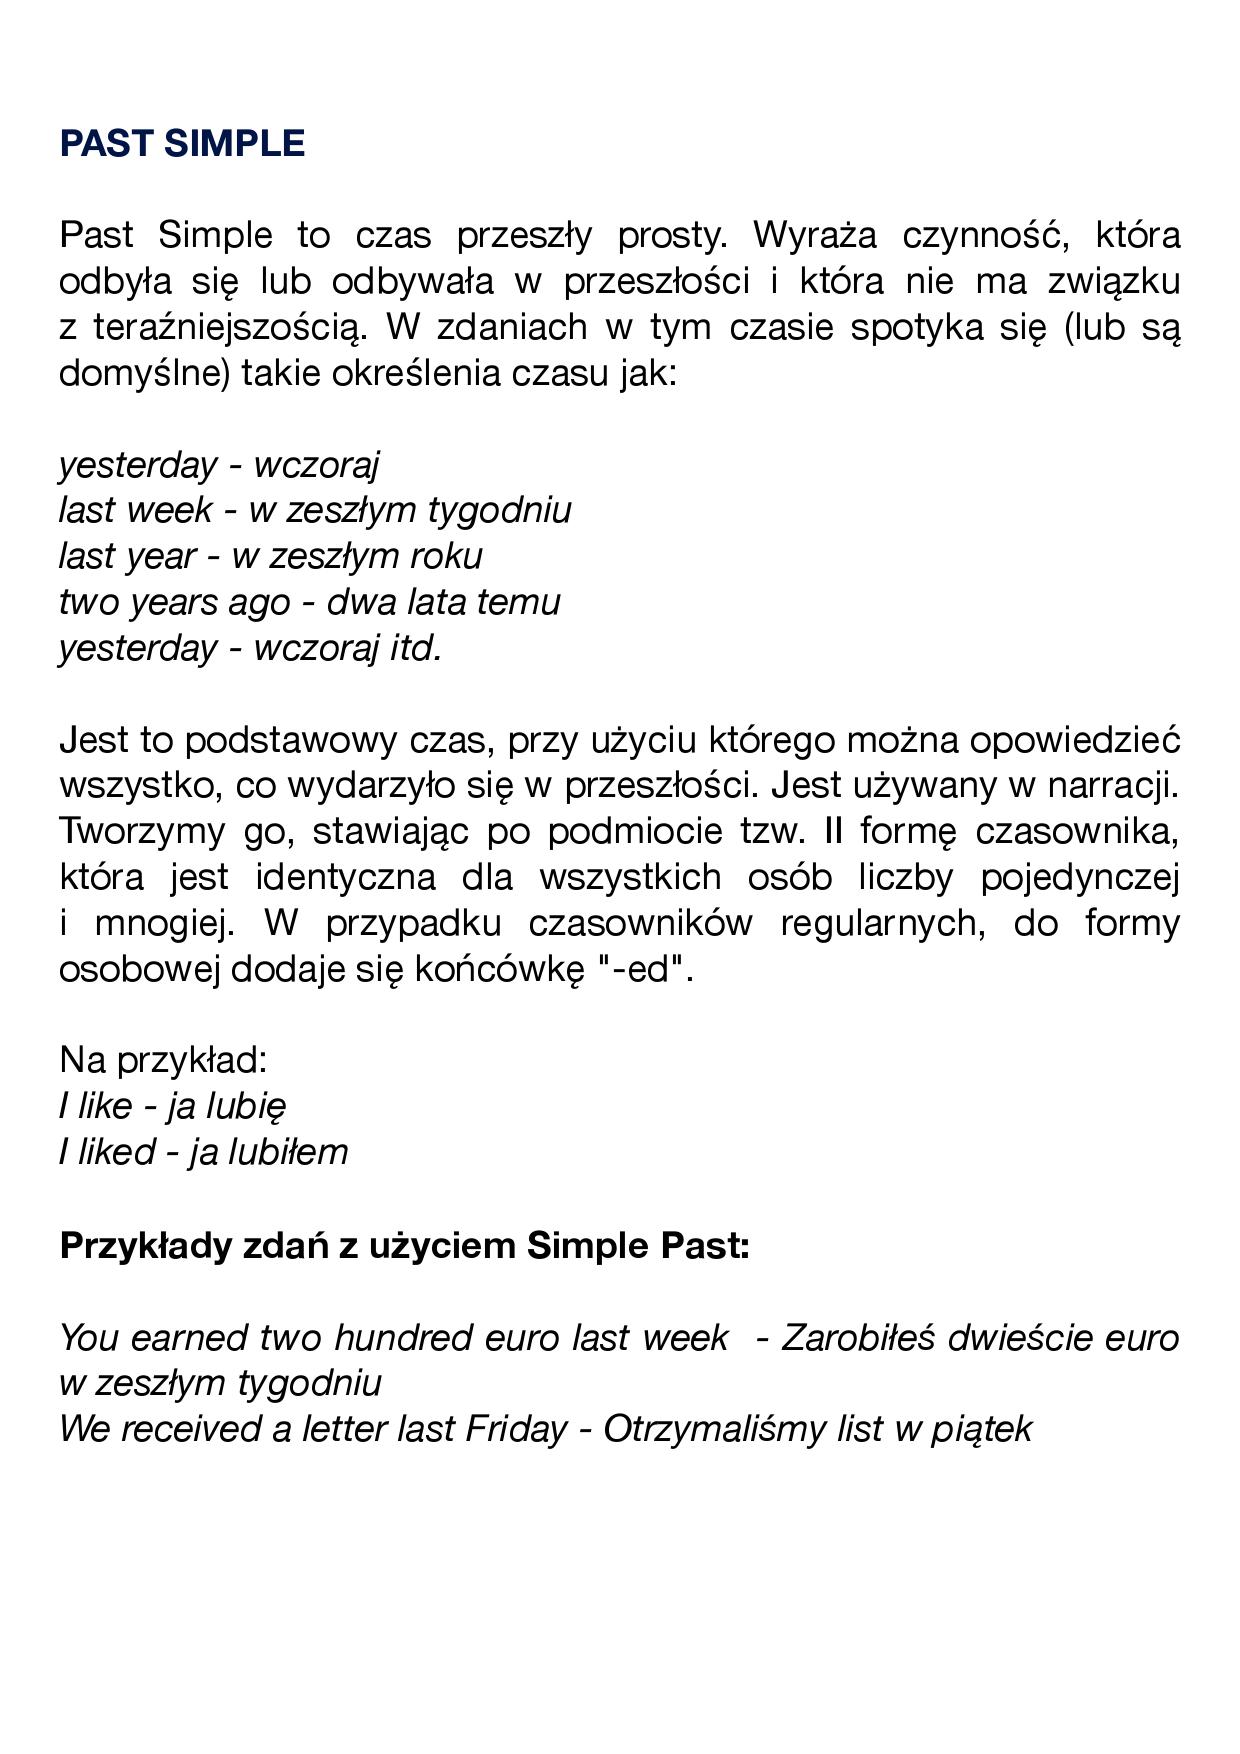 PAST SIMPLE
Past Simple to czas przeszły prosty. Wyraża czynność, która
odbyła się lub odbywała w przeszłości i która nie ma związku
z teraźniejszością. W zdaniach w tym czasie spotyka się (lub są
domyślne) takie określenia czasu jak:
yesterday - wczoraj
last week - w zeszłym tygodniu
last year - w zeszłym roku
two years ago - dwa lata temu
yesterday - wczoraj itd.
Jest to podstawowy czas, przy użyciu którego można opowiedzieć
wszystko, co wydarzyło się w przeszłości. Jest używany w narracji.
Tworzymy go, stawiając po podmiocie tzw. II formę czasownika,
która jest identyczna dla wszystkich osób liczby pojedynczej
i mnogiej. W przypadku czasowników regularnych, do formy
osobowej dodaje się końcówkę "-ed".
Na przykład:
I like - ja lubię
I liked - ja lubiłem
Przykłady zdań z użyciem Simple Past:
You earned two hundred euro last week - Zarobiłeś dwieście euro
w zeszłym tygodniu
We received a letter last Friday - Otrzymaliśmy list w piątek